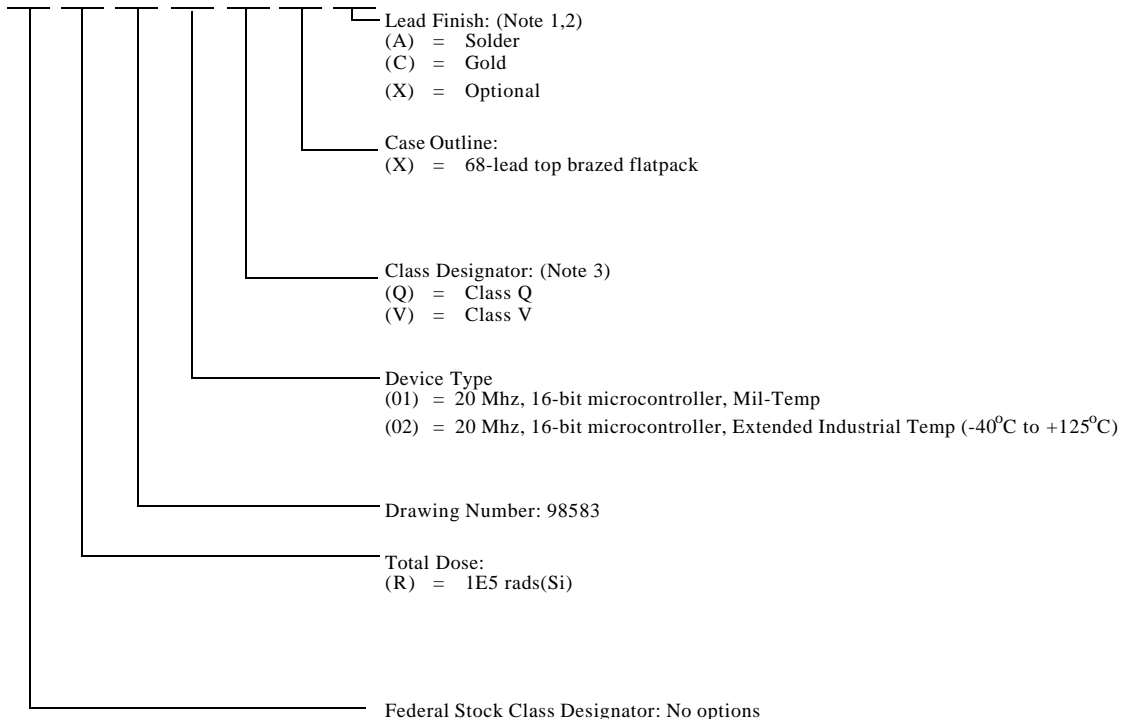 Lead Finish: (Note 1,2)
(A) = Solder
(C) = Gold
(X) = Optional
Case Outline:
(X) = 68-lead top brazed flatpack
Class Designator: (Note 3)
(Q) = Class Q
(V) = Class V
Device Type
(01) = 20 Mhz, 16-bit microcontroller, Mil-Temp
(02) = 20 Mhz, 16-bit microcontroller, Extended Industrial Temp (-40°C to +125°C)
Drawing Number: 98583
Total Dose:
(R) = 1E5 rads(Si)
Federal Stock Class Designator: No options